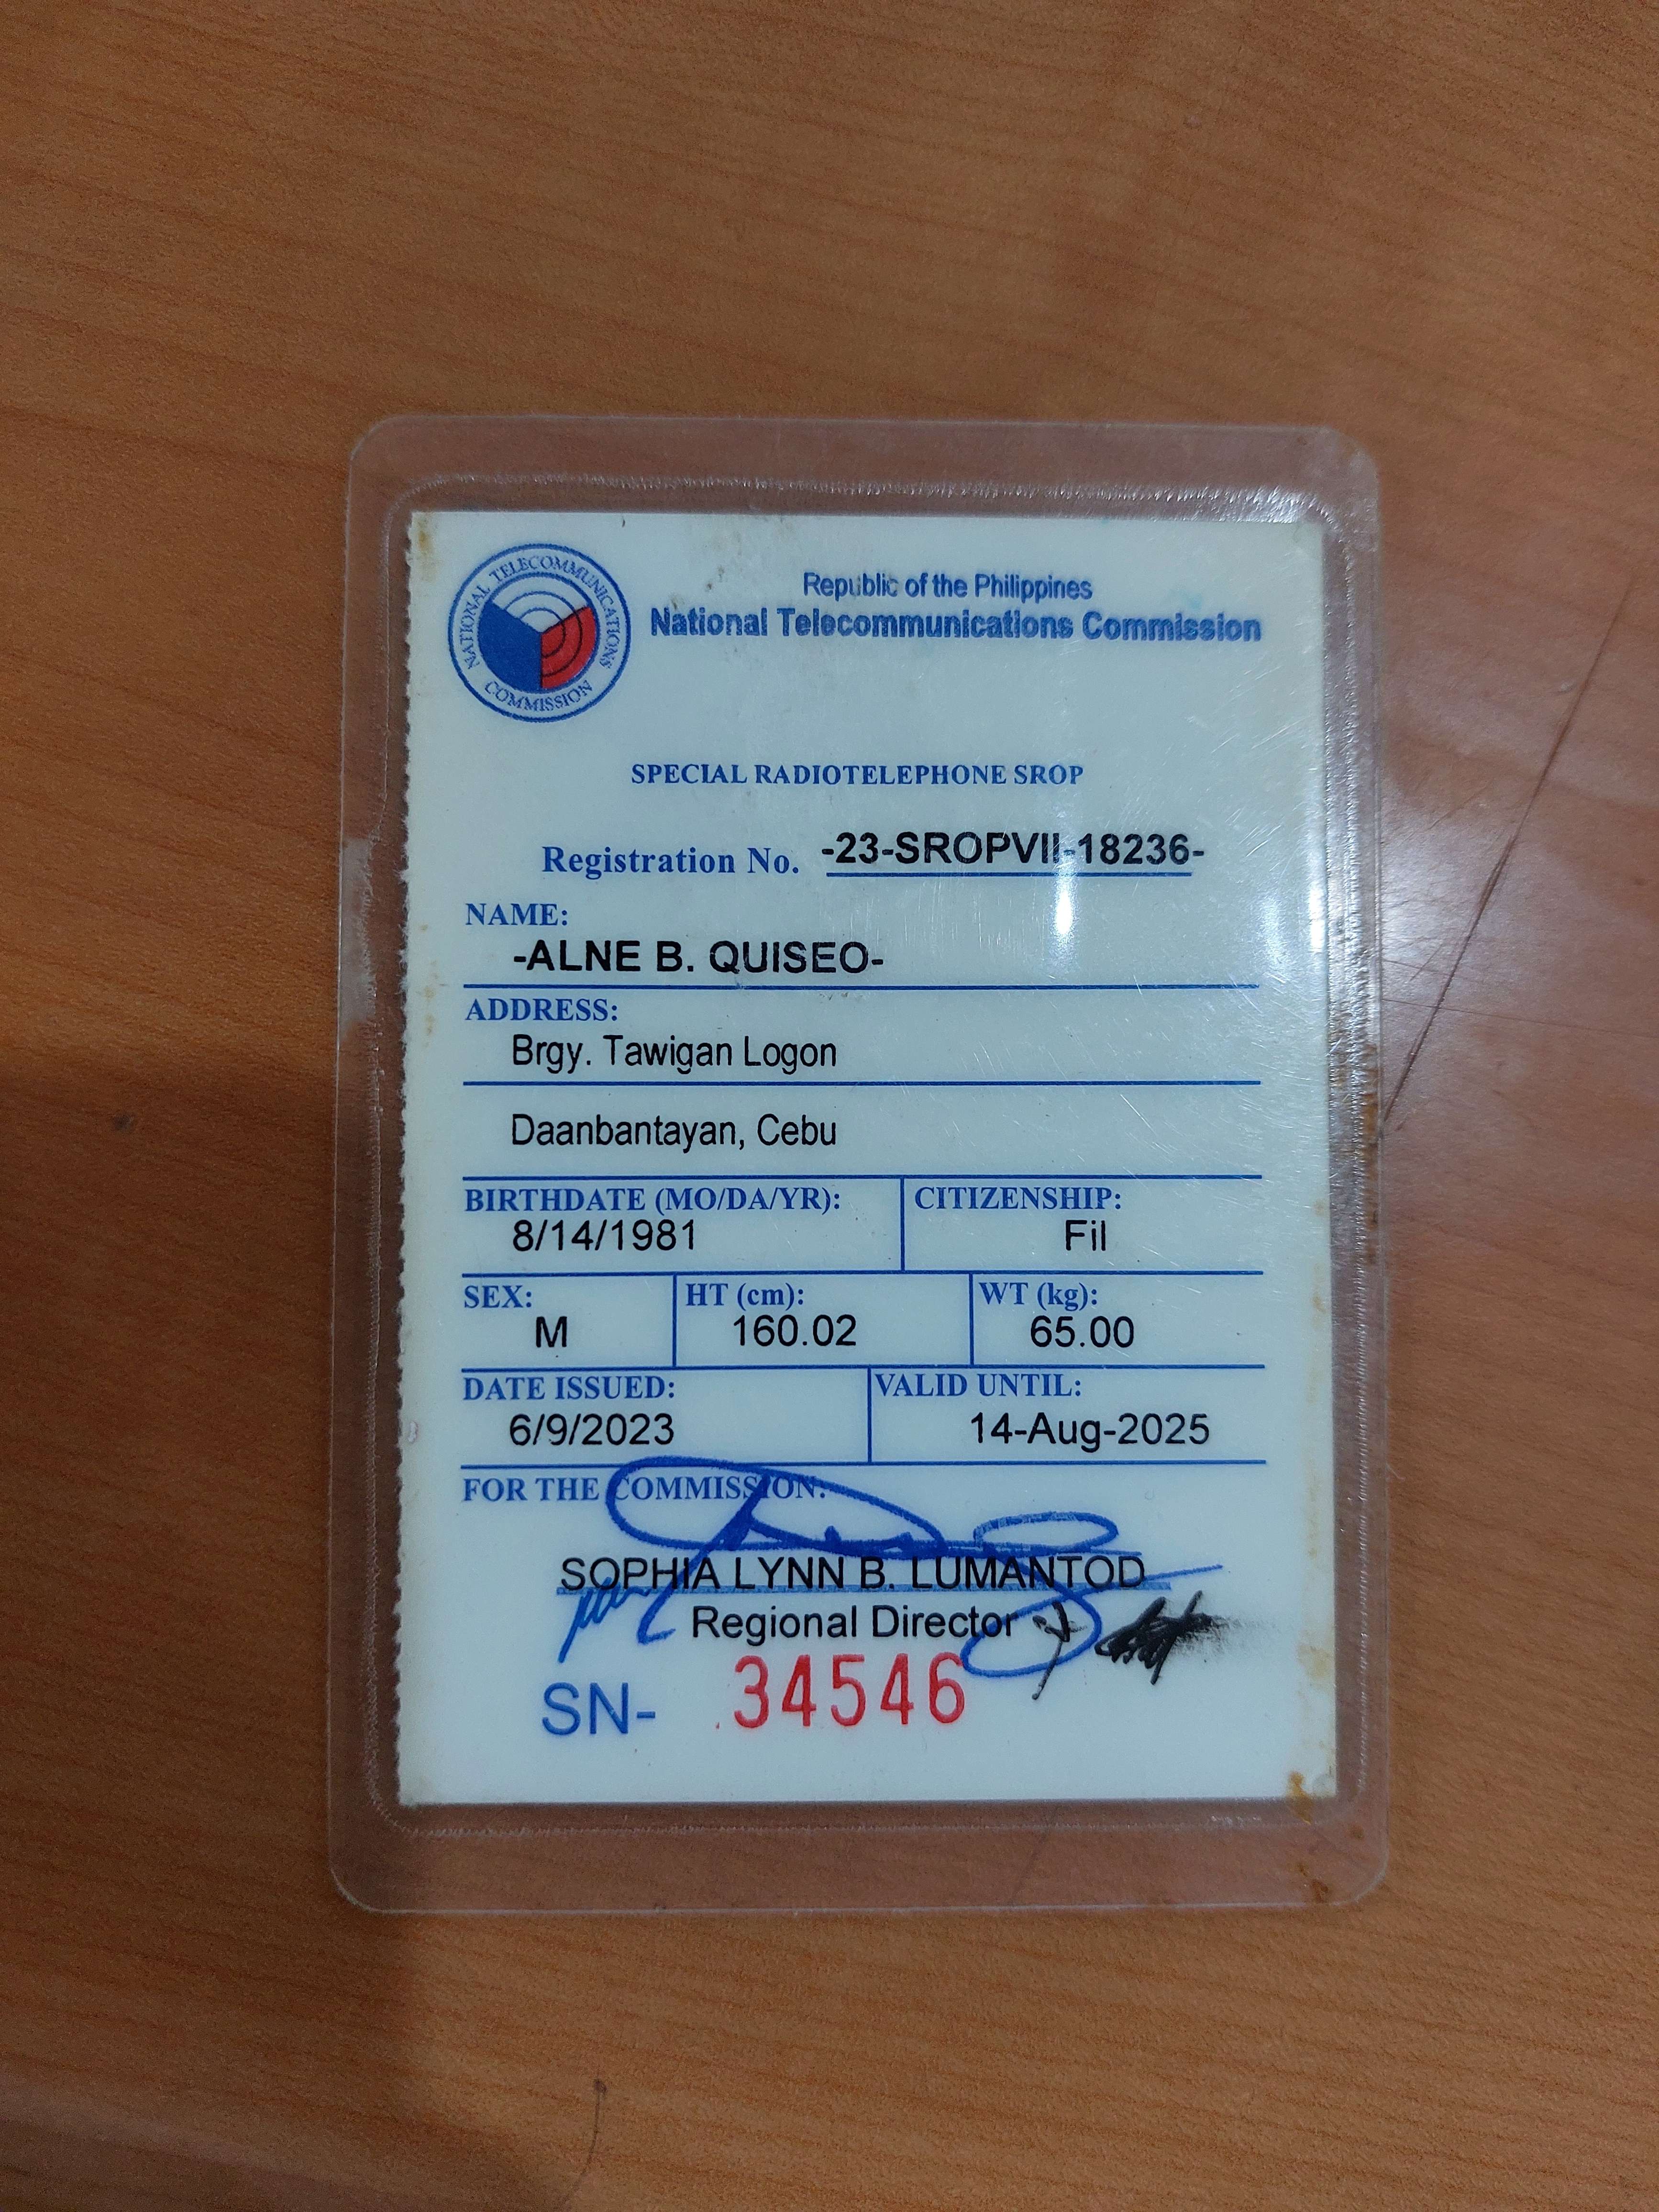 NATIONAL TELECOMMUNICATIONS COMMISSION
Republic of the Philippines
National Telecommunications Commission
SPECIAL RADIOTELEPHONE SROP
Registration No. -23-SROPVII-18236-
NAME:
-ALNE B. QUISEO-
ADDRESS:
Brgy. Tawigan Logon
Daanbantayan, Cebu
BIRTHDATE (MO/DA/YR): CITIZENSHIP:
8/14/1981 Fil
SEX: HT (cm): WT (kg):
M 160.02 65.00
DATE ISSUED: VALID UNTIL:
6/9/2023 14-Aug-2025
FOR THE COMMISSION:
SOPHIA LYNN B. LUMANTOD
Regional Director
SN- 34546